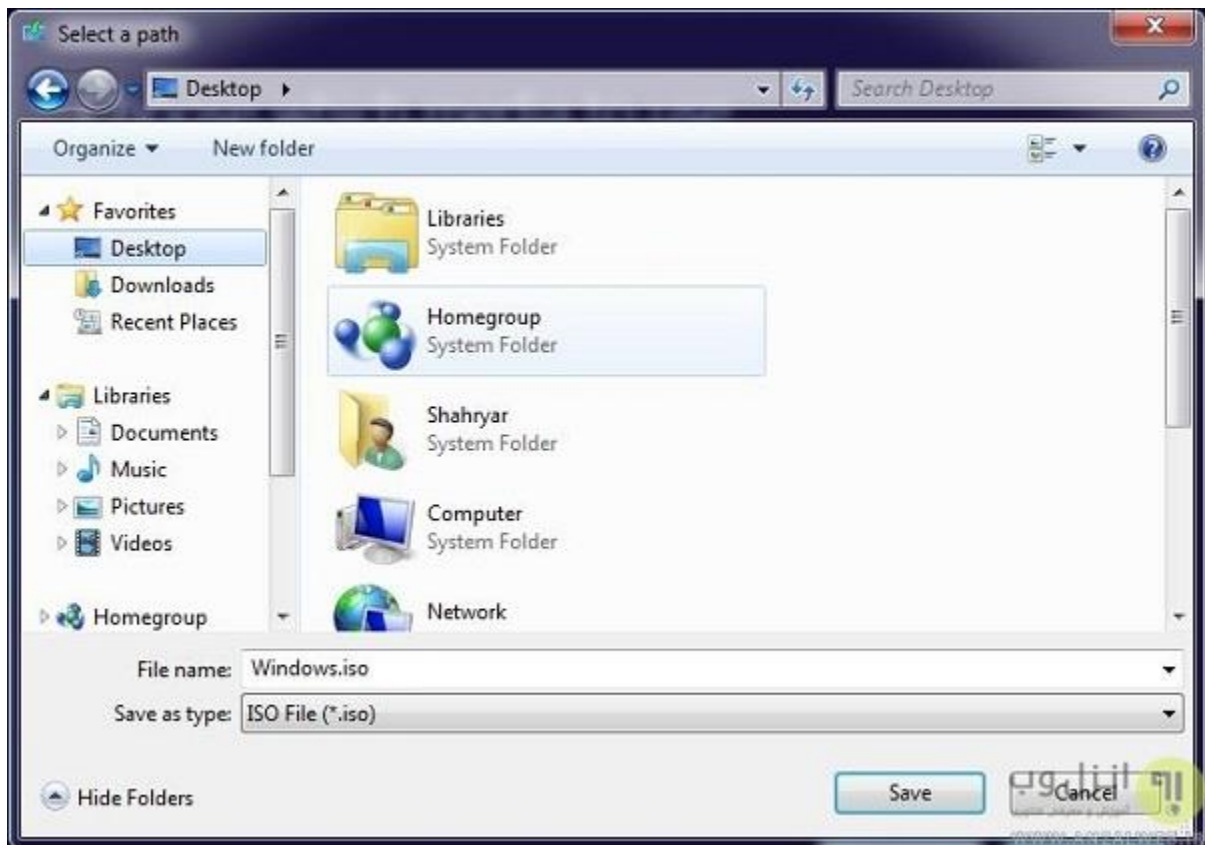 Select a path
Desktop
Search Desktop
Organize
New folder
Favorites
Desktop
Downloads
Recent Places
Libraries
Documents
Music
Pictures
Videos
Homegroup
Libraries
System Folder
Homegroup
System Folder
Shahryar
System Folder
Computer
System Folder
Network
File name: Windows.iso
Save as type: ISO File (*.iso)
Hide Folders
Save
Cancel
انزل وب